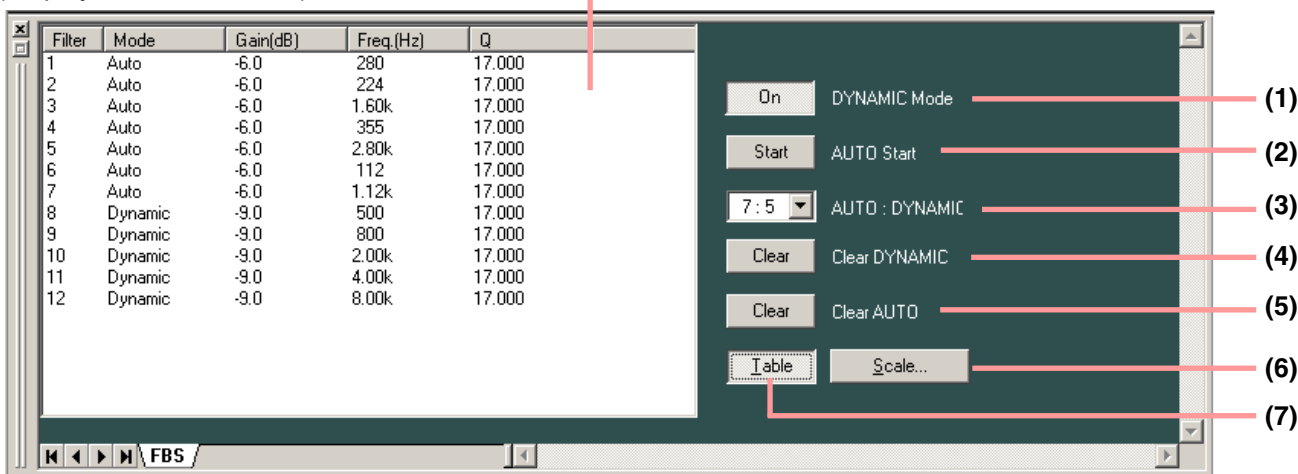 Filter Mode Gain(dB) Freq.(Hz) Q
1 Auto -6.0 280 17.000
2 Auto -6.0 224 17.000
3 Auto -6.0 1.60k 17.000
4 Auto -6.0 355 17.000
5 Auto -6.0 2.80k 17.000
6 Auto -6.0 112 17.000
7 Auto -6.0 1.12k 17.000
8 Dynamic -9.0 500 17.000
9 Dynamic -9.0 800 17.000
10 Dynamic -9.0 2.00k 17.000
11 Dynamic -9.0 4.00k 17.000
12 Dynamic -9.0 8.00k 17.000
On DYNAMIC Mode (1)
Start AUTO Start (2)
7 : 5 AUTO : DYNAMIC (3)
Clear Clear DYNAMIC (4)
Clear Clear AUTO (5)
Table Scale... (6)
(7)
FBS